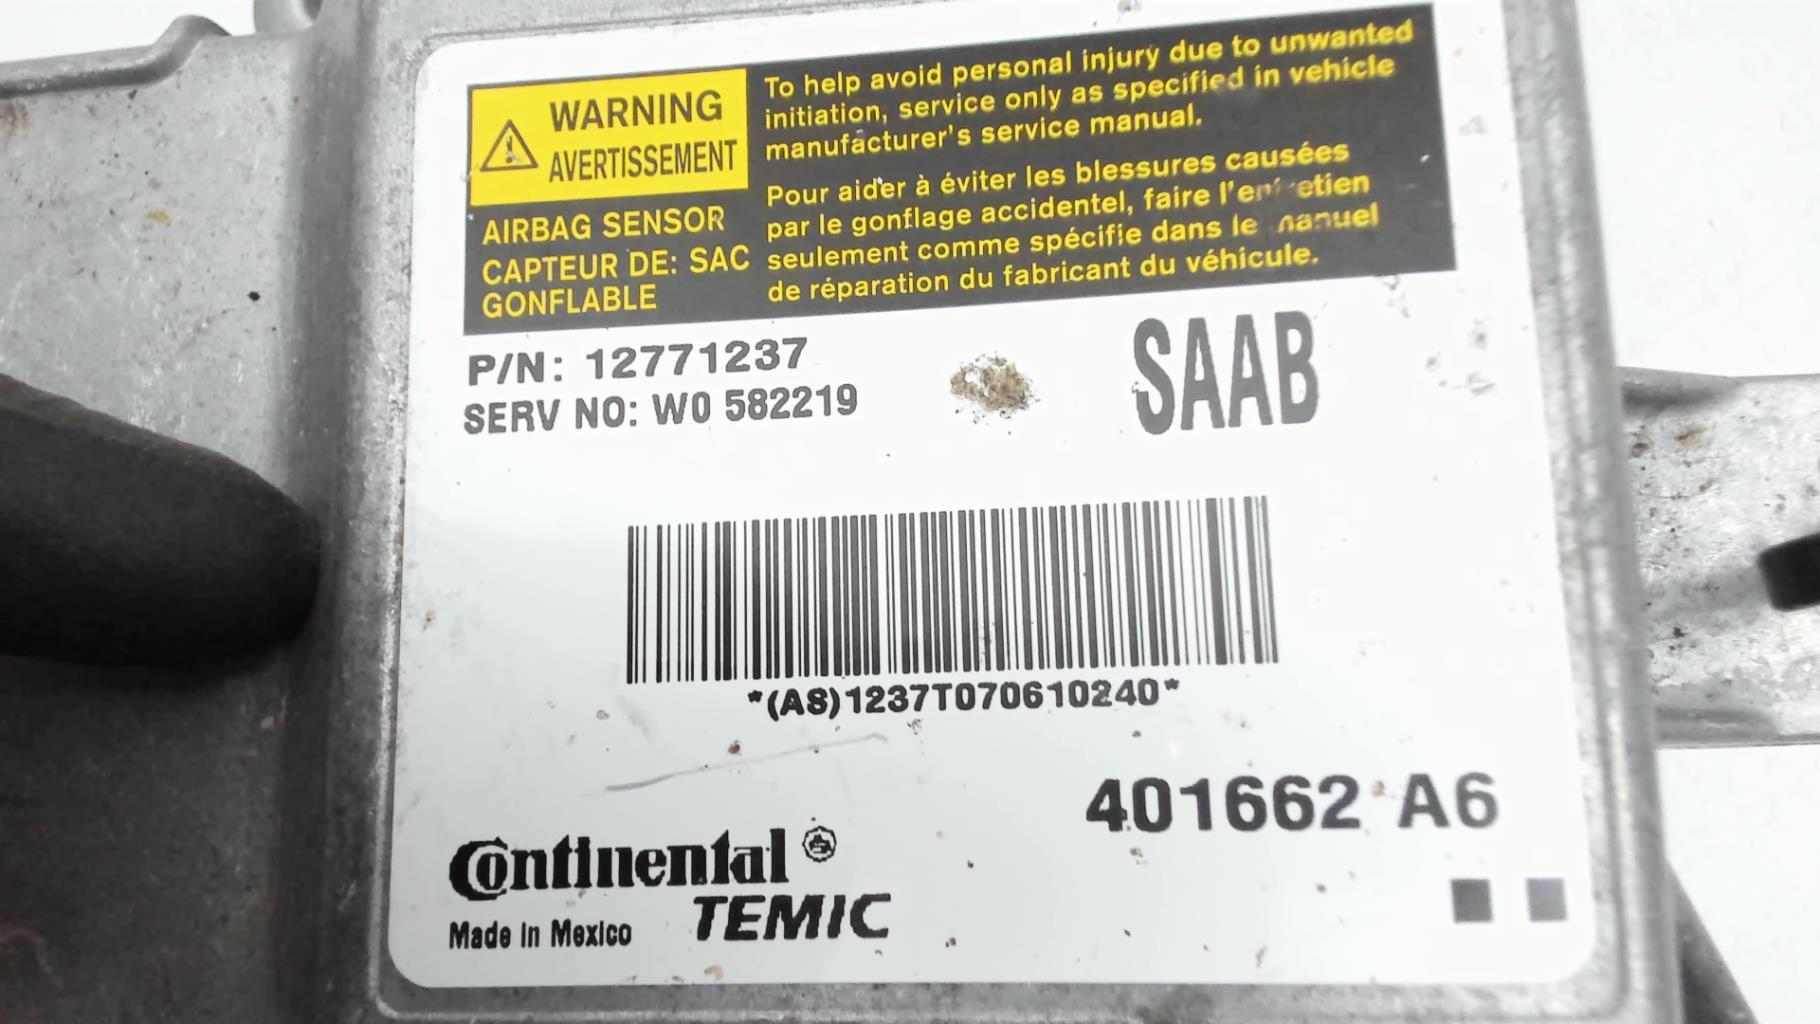 WARNING
AVERTISSEMENT
AIRBAG SENSOR
CAPTEUR DE: SAC
GONFLABLE
To help avoid personal injury due to unwanted
initiation, service only as specified in vehicle
manufacturer's service manual.
Pour aider à éviter les blessures causées
par le gonflage accidentel, faire l'entretien
seulement comme spécifie dans le manuel
de réparation du fabricant du véhicule.
P/N: 12771237
SERV NO: W0 582219
SAAB
*(AS)1237T070610240*
401662 A6
Continental
TEMIC
Made in Mexico